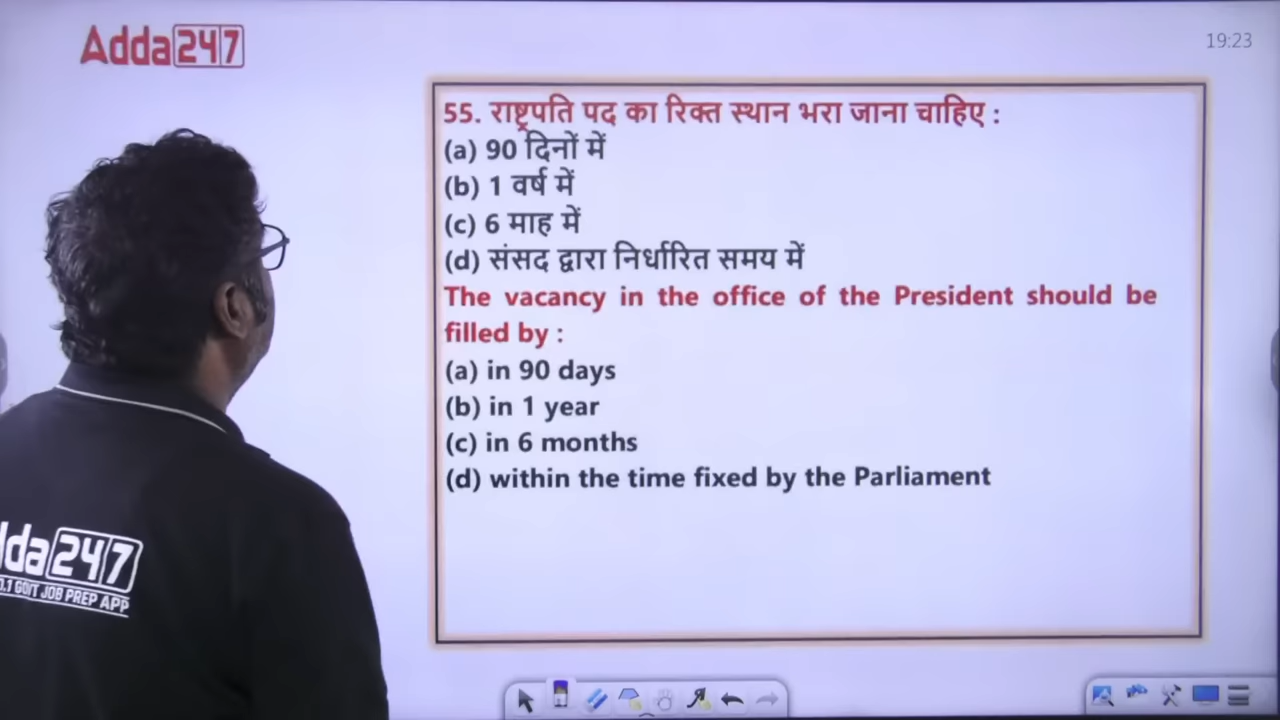 Adda247
19:23
55. राष्ट्रपति पद का रिक्त स्थान भरा जाना चाहिए :
(a) 90 दिनों में
(b) 1 वर्ष में
(c) 6 माह में
(d) संसद द्वारा निर्धारित समय में
The vacancy in the office of the President should be
filled by :
(a) in 90 days
(b) in 1 year
(c) in 6 months
(d) within the time fixed by the Parliament
dda247
0.1 GOVT JOB PREP APP